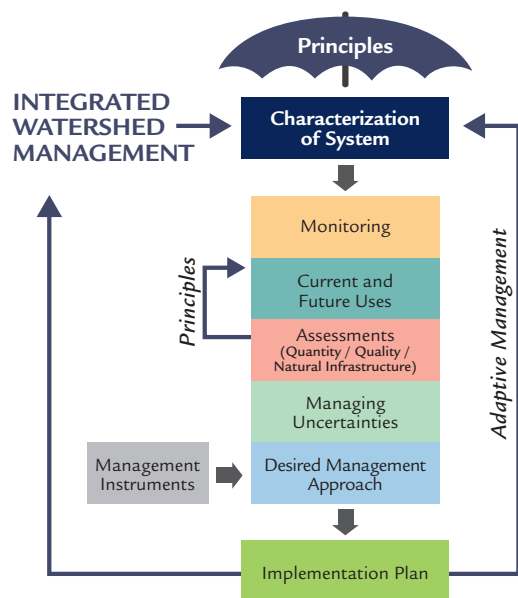 Principles
INTEGRATED
WATERSHED
MANAGEMENT
Characterization
of System
Monitoring
Principles
Current and
Future Uses
Assessments
(Quantity / Quality /
Natural Infrastructure)
Adaptive Management
Managing
Uncertainties
Management
Instruments
Desired Management
Approach
Implementation Plan